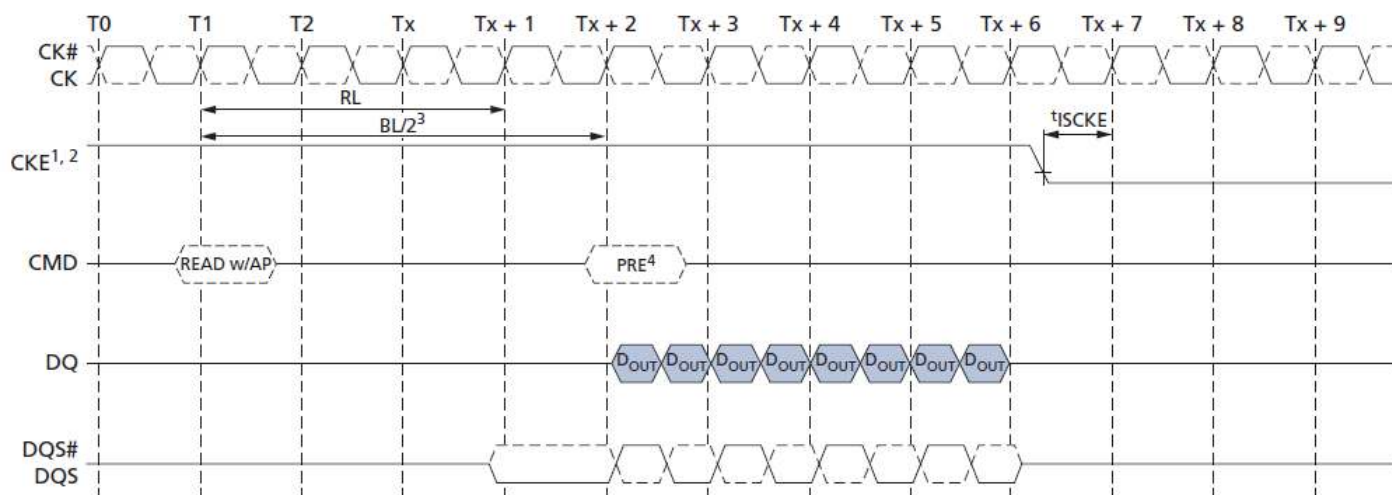 T0 T1 T2 Tx Tx + 1 Tx + 2 Tx + 3 Tx + 4 Tx + 5 Tx + 6 Tx + 7 Tx + 8 Tx + 9
CK#
CK
RL
BL/2³
tISCKE
CKE1, 2
CMD READ w/AP PRE⁴
DQ DOUT DOUT DOUT DOUT DOUT DOUT DOUT DOUT
DQS#
DQS